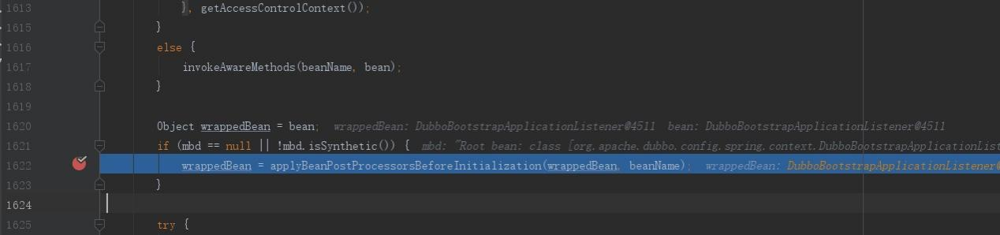 1613 }, getAccessControlContext());
1615 }
1616 else {
1617 invokeAwareMethods(beanName, bean);
1618 }
1619
1620 Object wrappedBean = bean; wrappedBean: DubboBootstrapApplicationListener@4511 bean: DubboBootstrapApplicationListener@4511
1621 if (mbd == null || !mbd.isSynthetic()) { mbd: "Root bean: class [org.apache.dubbo.config.spring.context.DubboBootstrapApplicationList
1622 wrappedBean = applyBeanPostProcessorsBeforeInitialization(wrappedBean, beanName); wrappedBean: DubboBootstrapApplicationListener@
1623 }
1624
1625 try {